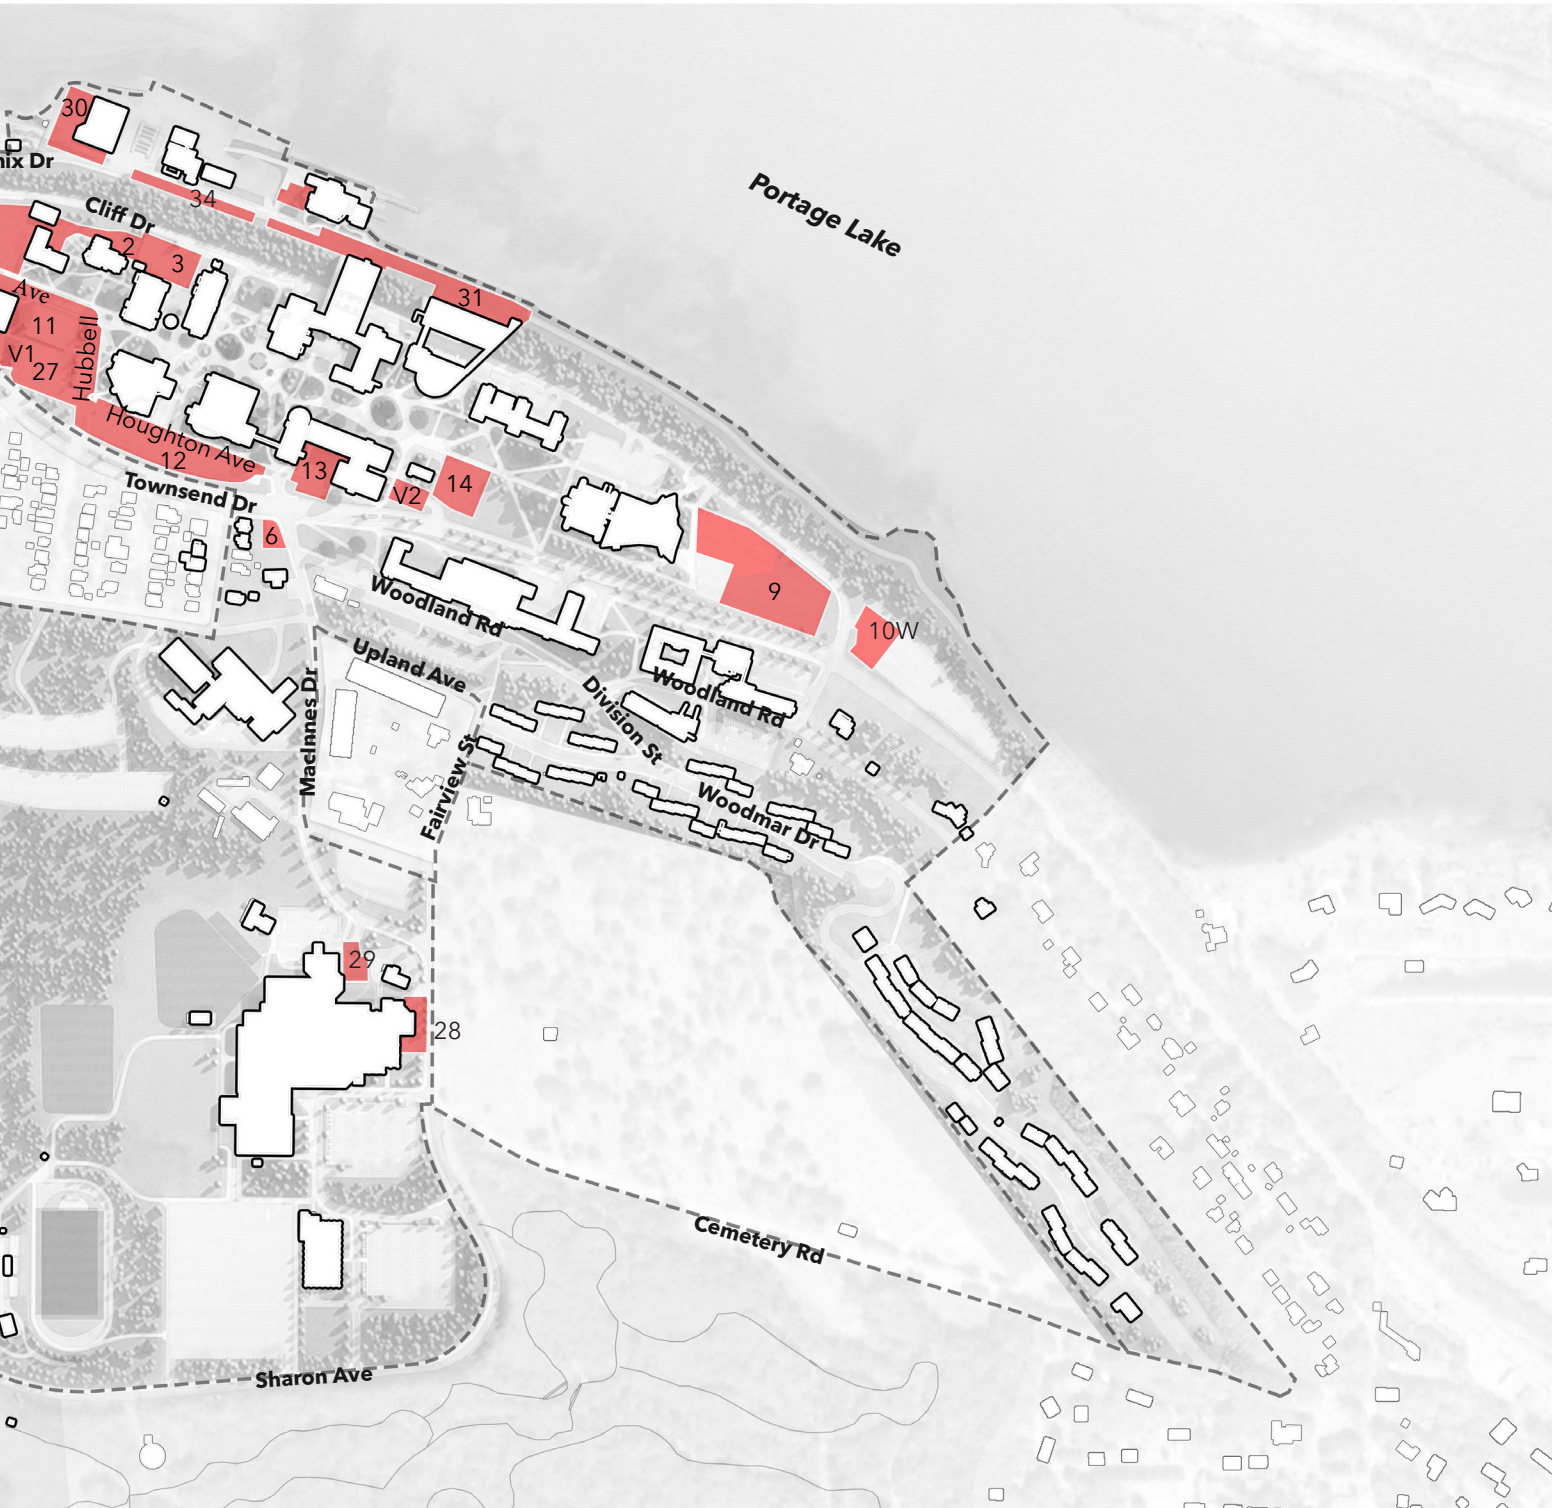 30
nix Dr
34
Portage Lake
Cliff Dr
2
3
Ave
31
11
V1
27
Hubbell
Houghton Ave
12
13
V2
14
Townsend Dr
6
9
10W
Woodland Rd
Upland Ave
Woodland Rd
Division St
MacInnes Dr
Fairview St
Woodmar Dr
29
28
Cemetery Rd
Sharon Ave